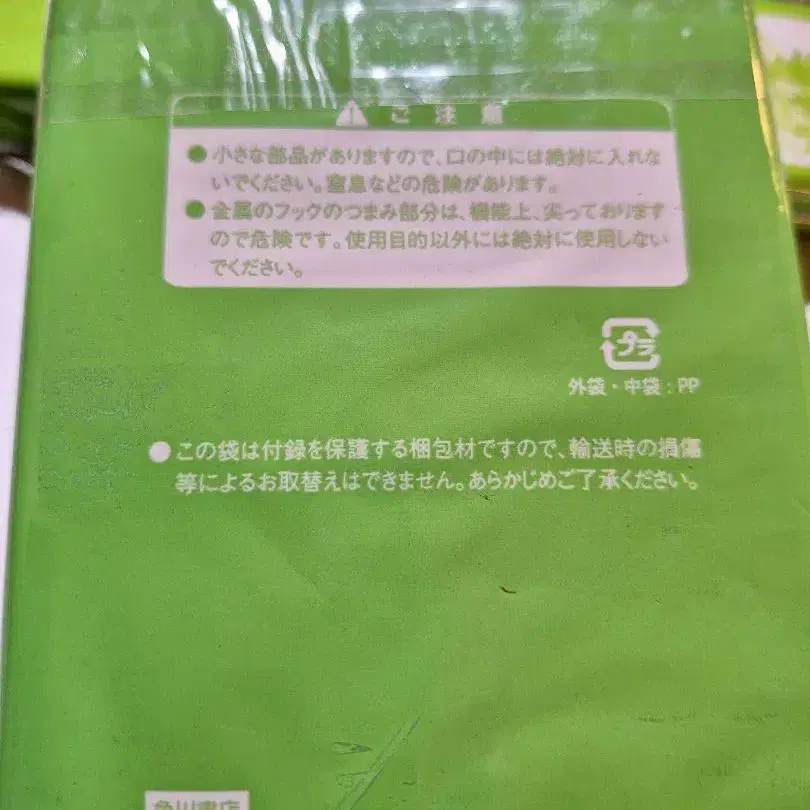 ご注意
●小さな部品がありますので、口の中には絶対に入れな
いでください。窒息などの危険があります。
●金属のフックのつまみ部分は、機能上、尖っております
ので危険です。使用目的以外には絶対に使用しない
でください。
プラ
外袋・中袋:PP
●この袋は付録を保護する梱包材ですので、輸送時の損傷
等によるお取替えはできません。あらかじめご了承ください。
角川書店